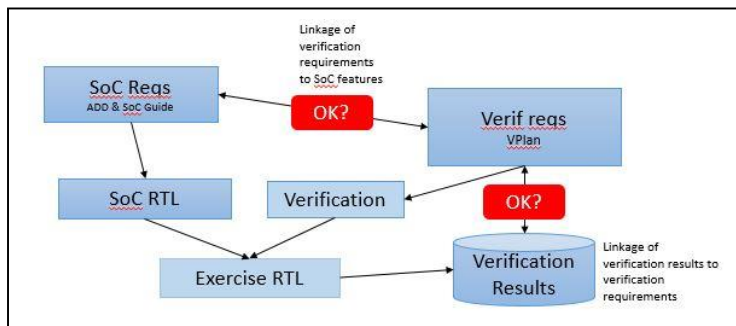 Linkage of
verification
requirements
to SoC features
SoC Reqs
ADD & SoC Guide
OK?
Verif reqs
VPlan
SoC RTL
Verification
OK?
Exercise RTL
Verification
Results
Linkage of
verification results to
verification
requirements